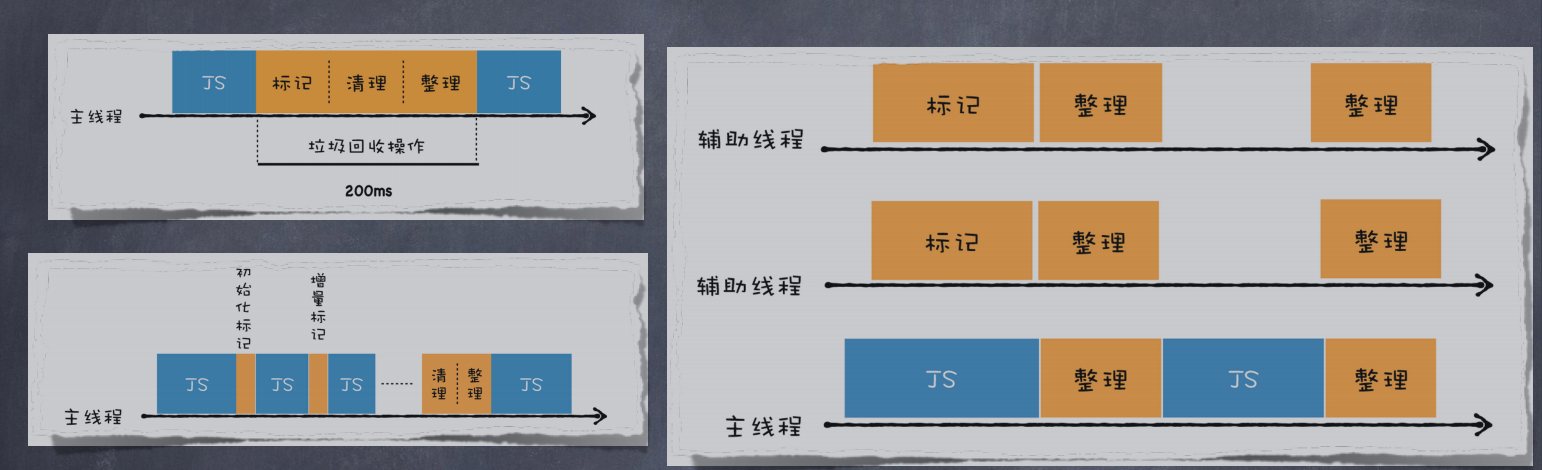 JS 标记 清理 整理 JS
主线程
垃圾回收操作
200ms
初始化标记
增量标记
JS JS JS 清理 整理 JS
主线程
标记 整理 整理
辅助线程
标记 整理 整理
辅助线程
JS 整理 JS 整理
主线程